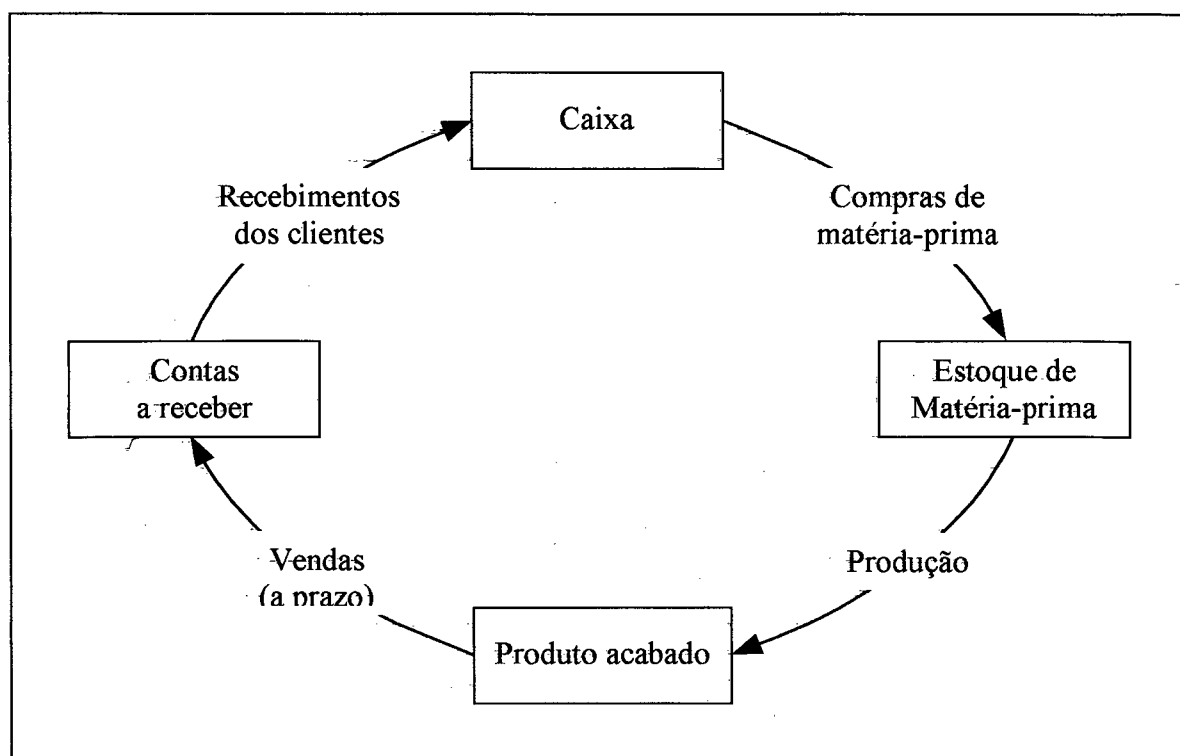 Caixa
Recebimentos
dos clientes
Compras de
matéria-prima
Contas
a receber
Estoque de
Matéria-prima
Vendas
(a prazo)
Produção
Produto acabado